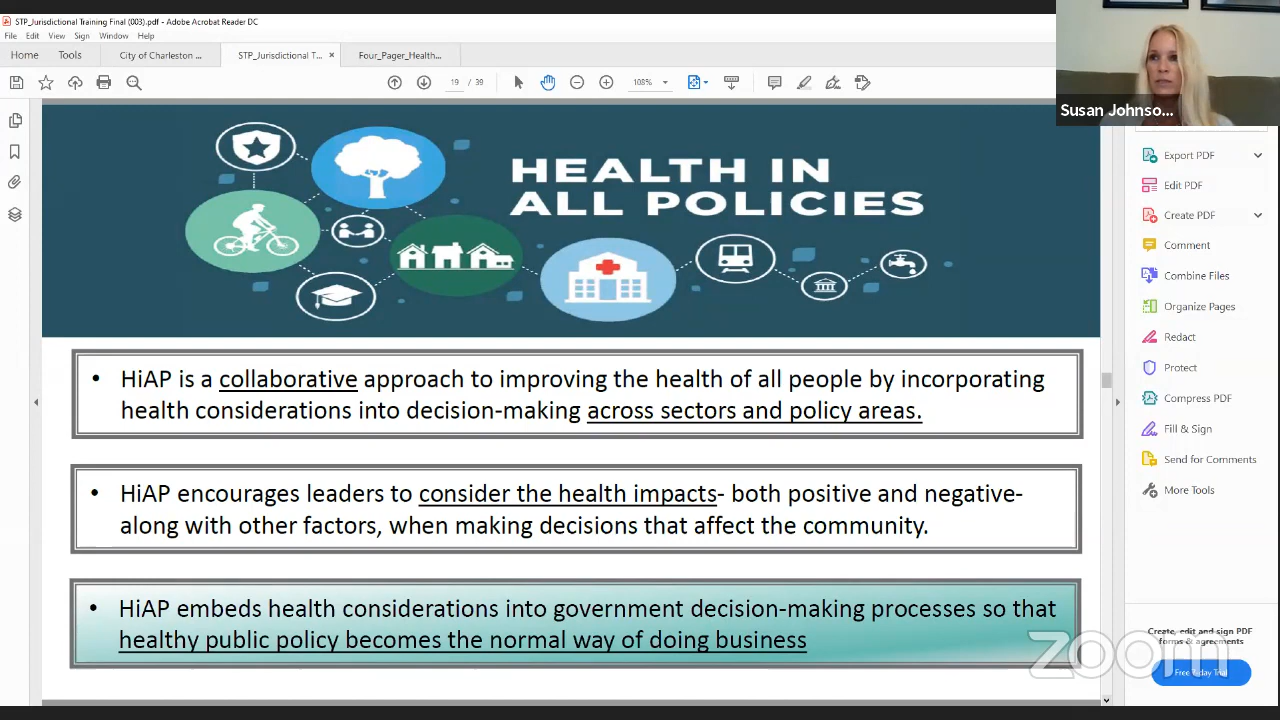 STP_Jurisdictional Training Final (003).pdf - Adobe Acrobat Reader DC
File Edit View Sign Window Help
Home Tools City of Charleston ... STP_Jurisdictional T... × Four_Pager_Health...
19 / 39 108%
Susan Johnso...
HEALTH IN
ALL POLICIES
• HiAP is a collaborative approach to improving the health of all people by incorporating
health considerations into decision-making across sectors and policy areas.
• HiAP encourages leaders to consider the health impacts- both positive and negative-
along with other factors, when making decisions that affect the community.
• HiAP embeds health considerations into government decision-making processes so that
healthy public policy becomes the normal way of doing business
Export PDF
Edit PDF
Create PDF
Comment
Combine Files
Organize Pages
Redact
Protect
Compress PDF
Fill & Sign
Send for Comments
More Tools
Create, edit and sign PDF
forms & agreements
Free 7-day Trial
zoom